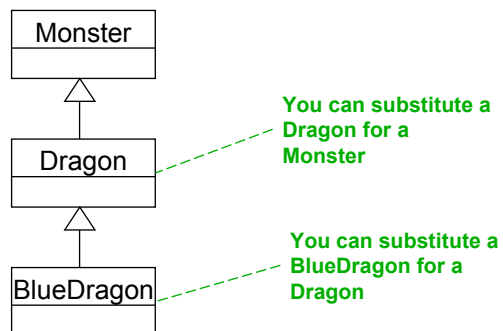 Monster
You can substitute a
Dragon for a
Monster
Dragon
You can substitute a
BlueDragon for a
Dragon
BlueDragon